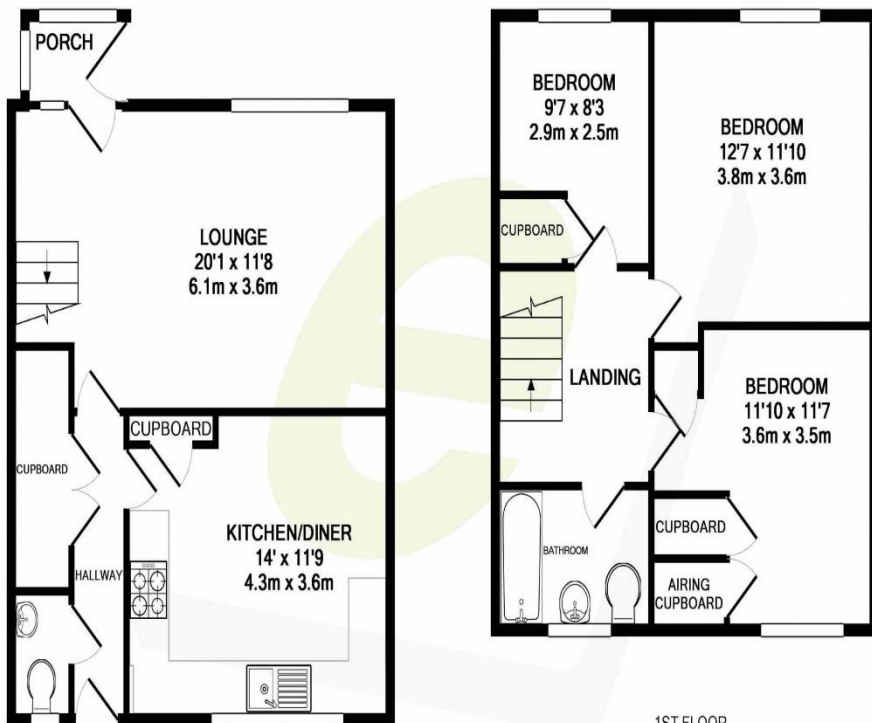 PORCH
LOUNGE
20'1 x 11'8
6.1m x 3.6m
CUPBOARD
CUPBOARD
HALLWAY
KITCHEN/DINER
14' x 11'9
4.3m x 3.6m
BEDROOM
9'7 x 8'3
2.9m x 2.5m
BEDROOM
12'7 x 11'10
3.8m x 3.6m
CUPBOARD
LANDING
BEDROOM
11'10 x 11'7
3.6m x 3.5m
BATHROOM
CUPBOARD
AIRING
CUPBOARD
1ST FLOOR
e